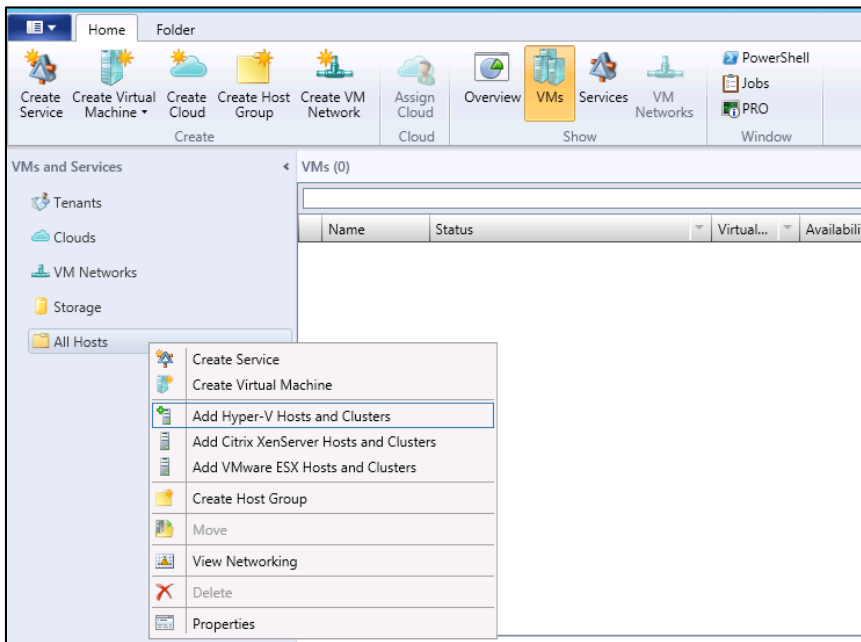 Home Folder
Create Service
Create Virtual Machine
Create Cloud
Create Host Group
Create VM Network
Assign Cloud
Overview
VMs
Services
VM Networks
PowerShell
Jobs
PRO
Create
Cloud
Show
Window
VMs and Services
VMs (0)
Tenants
Clouds
VM Networks
Storage
All Hosts
Name Status Virtual... Availabili
Create Service
Create Virtual Machine
Add Hyper-V Hosts and Clusters
Add Citrix XenServer Hosts and Clusters
Add VMware ESX Hosts and Clusters
Create Host Group
Move
View Networking
Delete
Properties